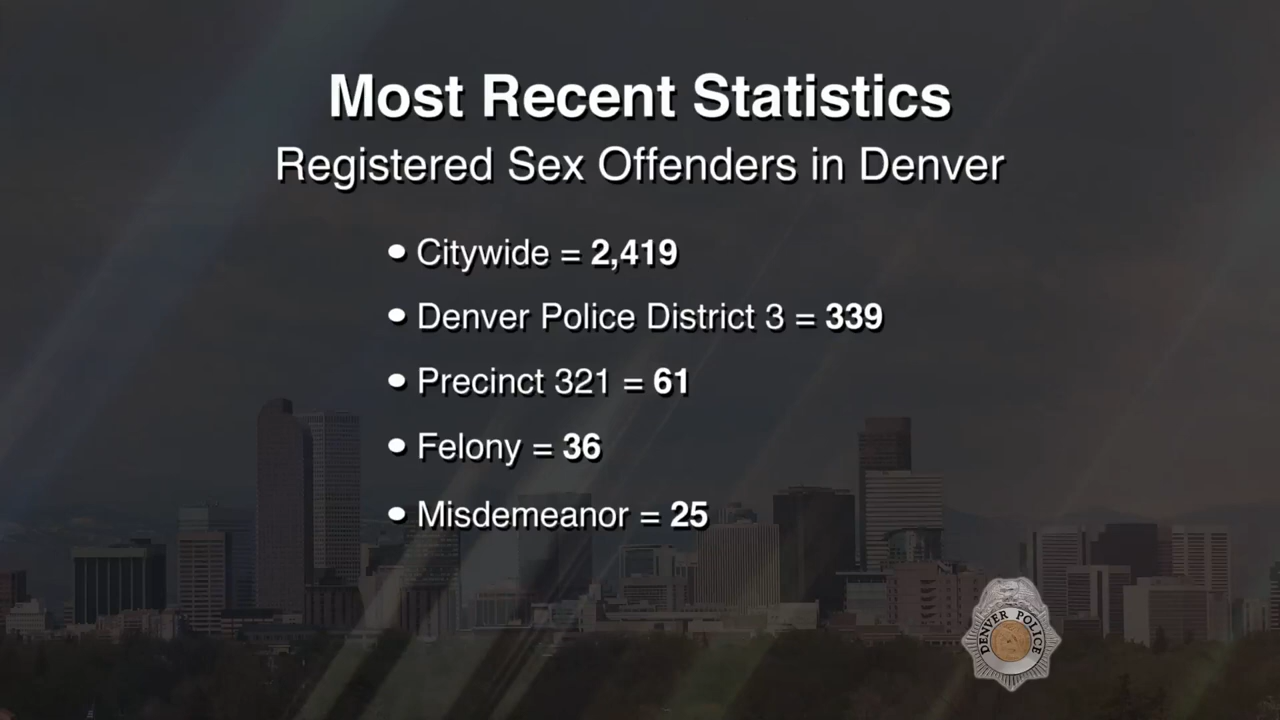 Most Recent Statistics
Registered Sex Offenders in Denver
• Citywide = 2,419
• Denver Police District 3 = 339
• Precinct 321 = 61
• Felony = 36
• Misdemeanor = 25
DENVER POLICE